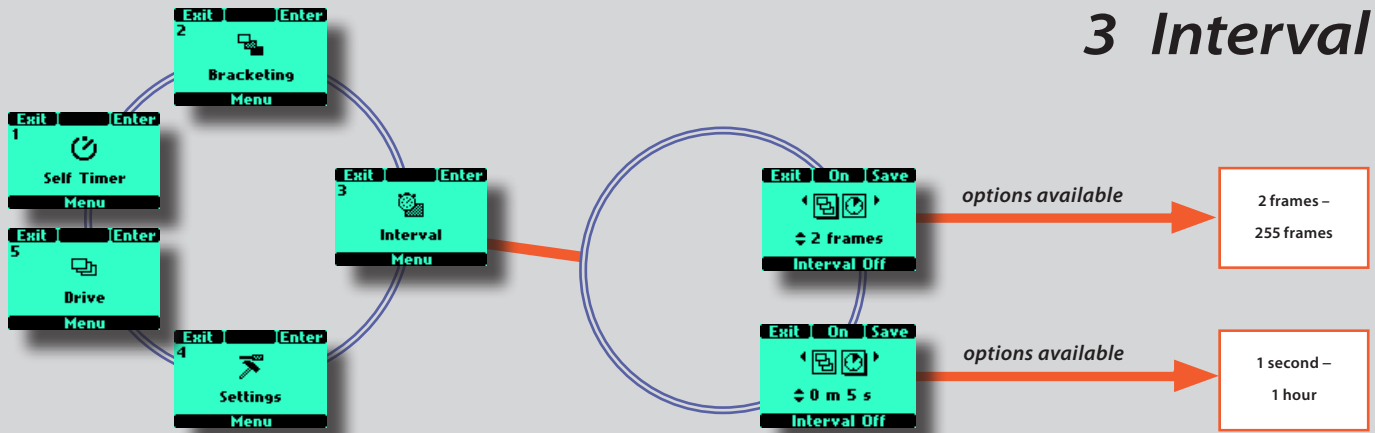 3 Interval
Exit Enter
2
Bracketing
Menu
Exit Enter
1
Self Timer
Menu
Exit Enter
3
Interval
Menu
Exit Enter
5
Drive
Menu
Exit Enter
4
Settings
Menu
Exit On Save
2 frames
Interval Off
options available
2 frames –
255 frames
Exit On Save
0 m 5 s
Interval Off
options available
1 second –
1 hour